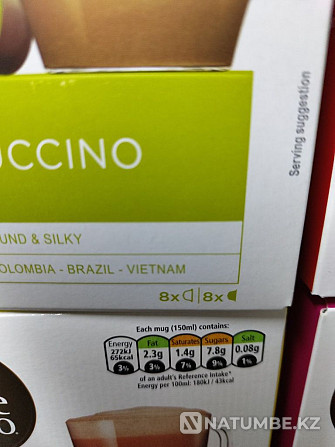 UCCINO
Serving suggestion
UND & SILKY
OLOMBIA - BRAZIL - VIETNAM
8x 8x
Each mug (150ml) contains:
Energy Fat Saturates Sugars Salt
272kJ 2.3g 1.4g 7.8g 0.08g
65kcal
3% 3% 7% 9% 1%
of an adult's Reference Intake*
Energy per 100ml: 180kJ / 43kcal
e
o.
NATUMBE.KZ